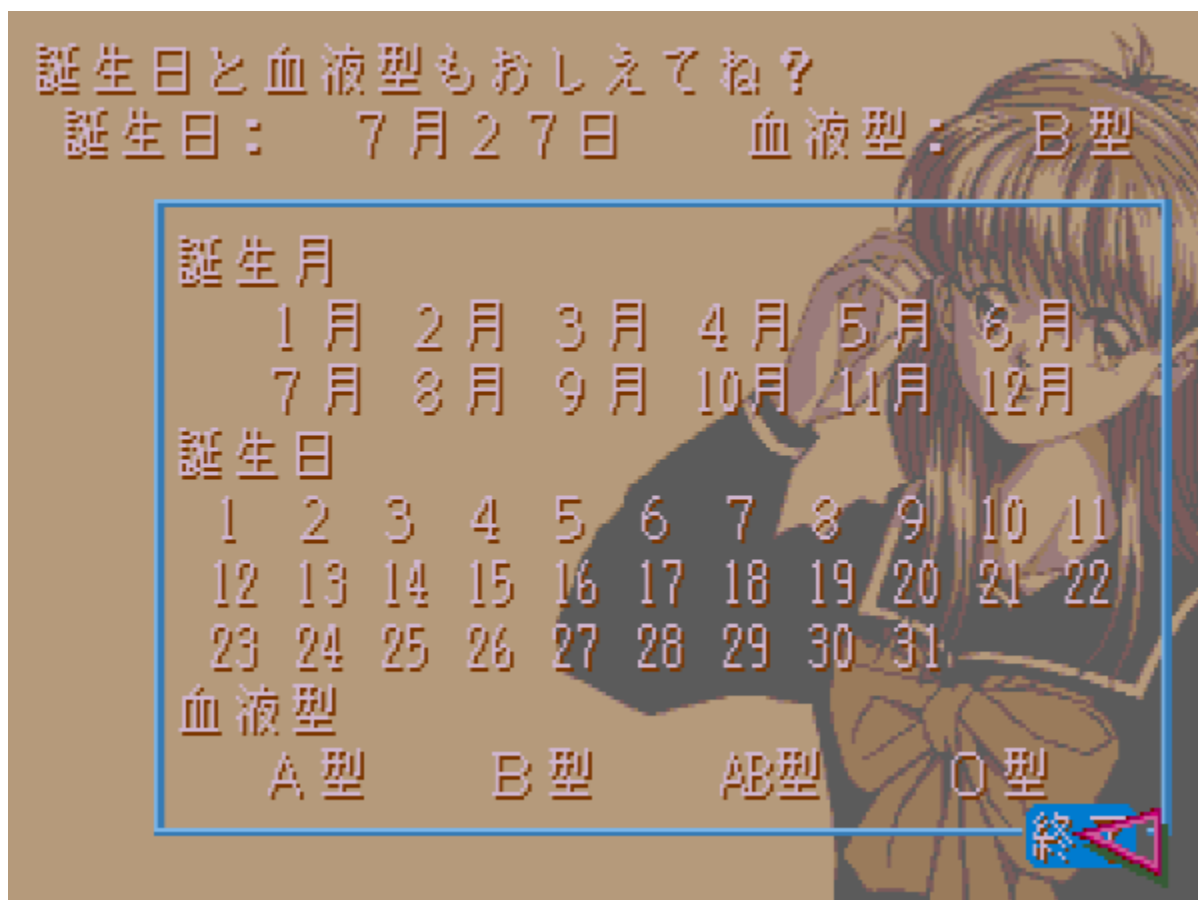 誕生日と血液型もおしえてね？
誕生日： ７月２７日 血液型： Ｂ型
誕生月
１月 ２月 ３月 ４月 ５月 ６月
７月 ８月 ９月 10月 11月 12月
誕生日
1 2 3 4 5 6 7 8 9 10 11
12 13 14 15 16 17 18 19 20 21 22
23 24 25 26 27 28 29 30 31
血液型
Ａ型 Ｂ型 AB型 Ｏ型
終